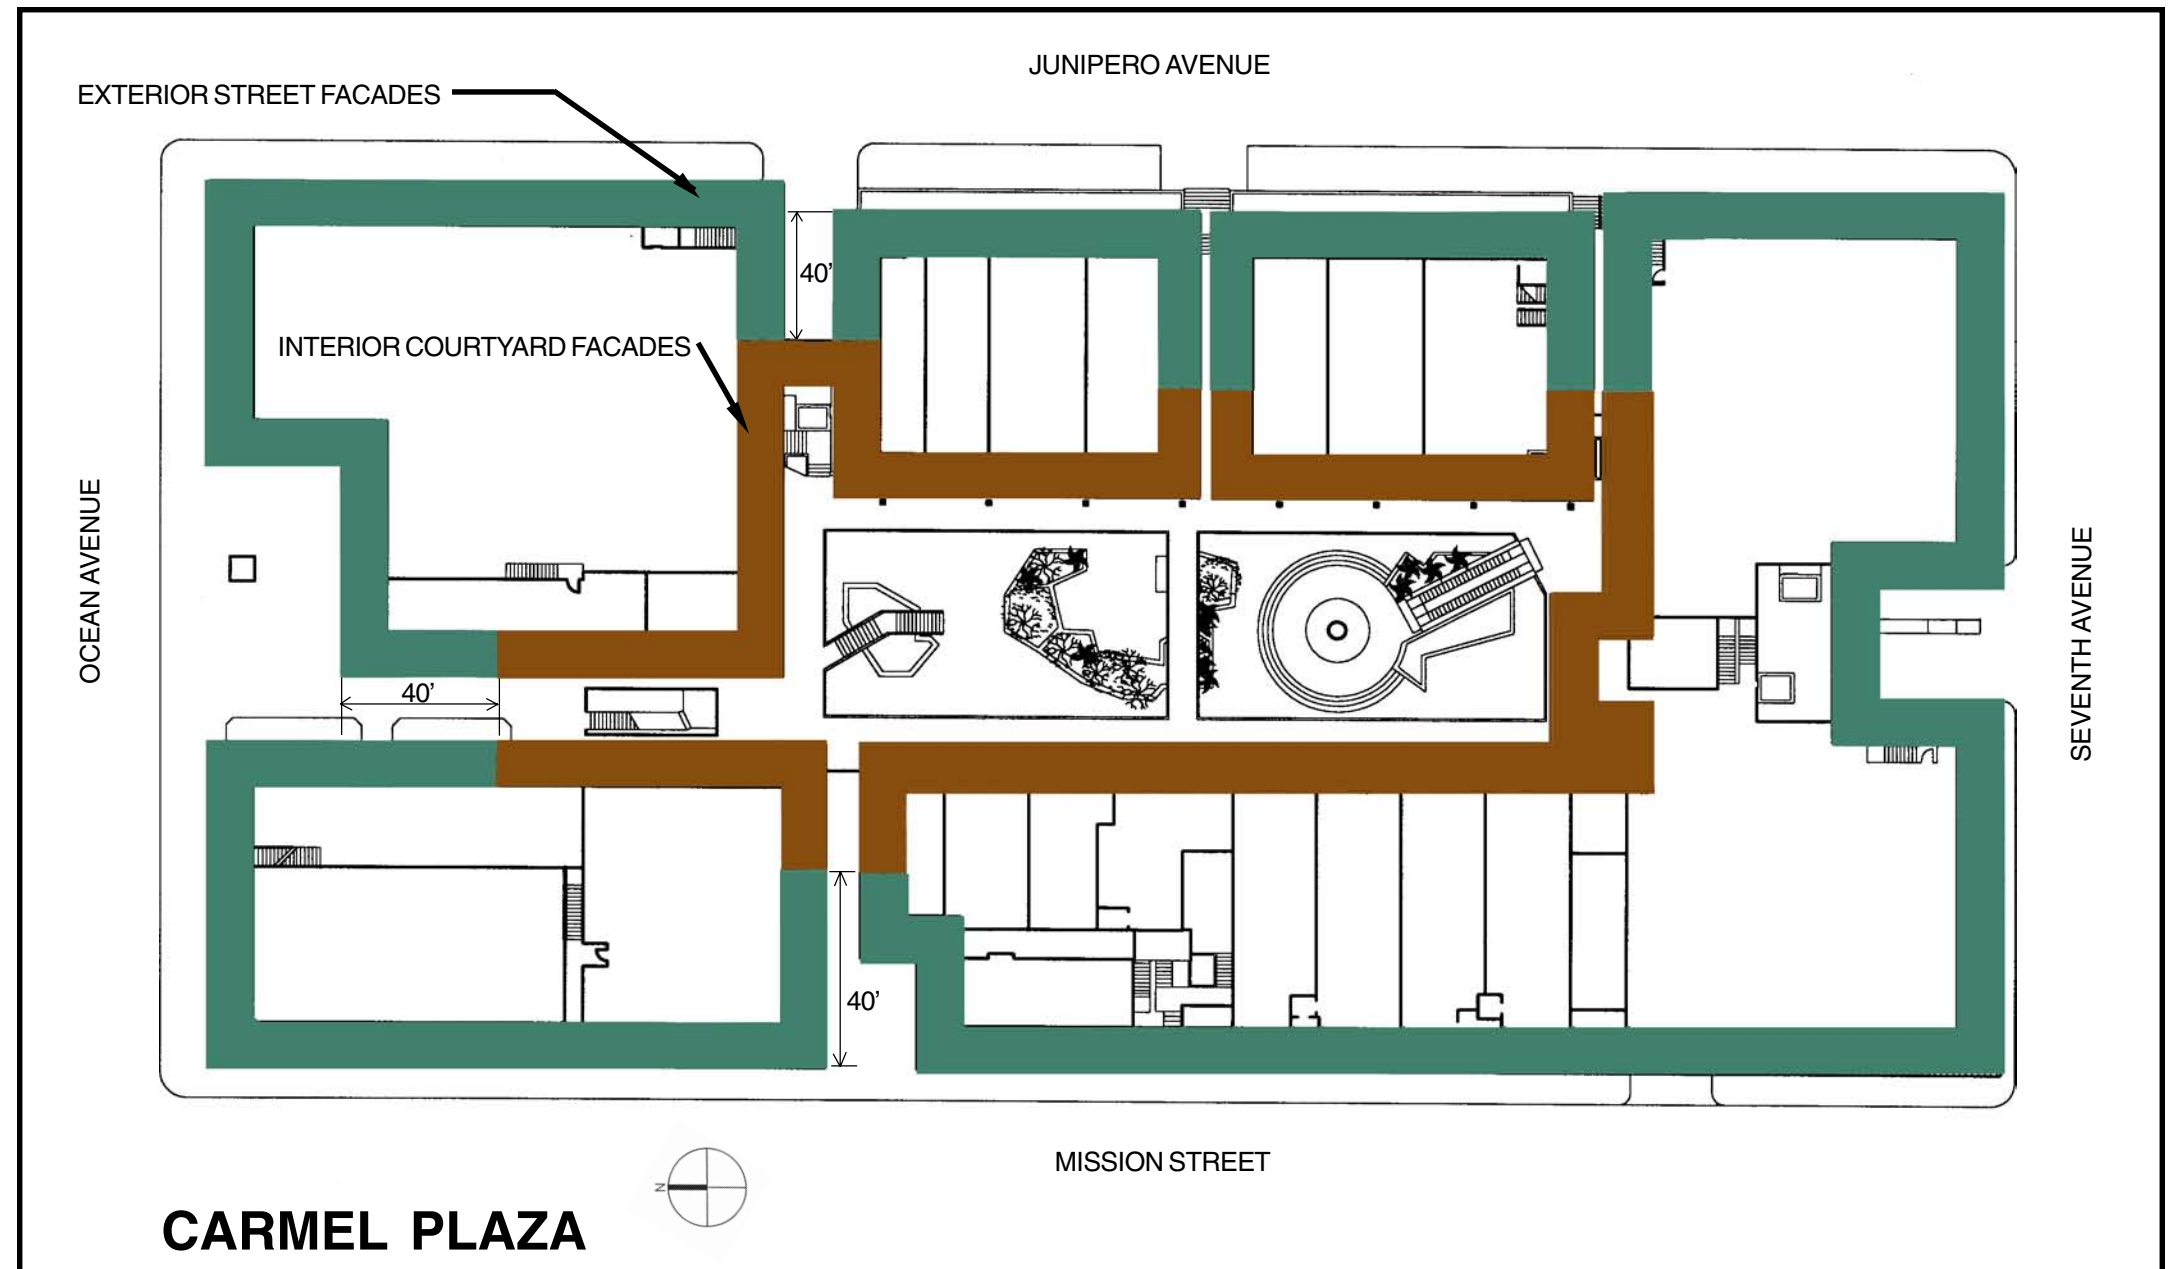 JUNIPERO AVENUE
EXTERIOR STREET FACADES
40’
INTERIOR COURTYARD FACADES
OCEAN AVENUE
SEVENTH AVENUE
40’
40’
MISSION STREET
N
CARMEL PLAZA